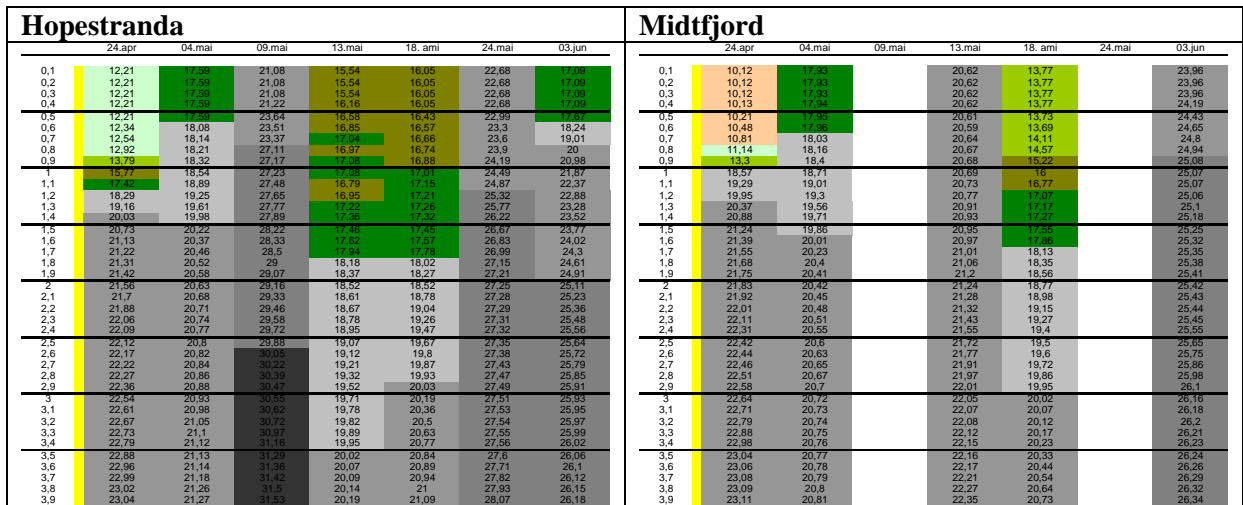 Hopestranda Midtfjord
24.apr 04.mai 09.mai 13.mai 18. ami 24.mai 03.jun 24.apr 04.mai 09.mai 13.mai 18. ami 24.mai 03.jun
0,1 12,21 17,59 21,08 15,54 16,05 22,68 17,09 0,1 10,12 17,93 20,62 13,77 23,96
0,2 12,21 17,59 21,08 15,54 16,05 22,68 17,09 0,2 10,12 17,93 20,62 13,77 23,96
0,3 12,21 17,59 21,08 15,54 16,05 22,68 17,09 0,3 10,12 17,93 20,62 13,77 23,96
0,4 12,21 17,59 21,22 16,16 16,05 22,68 17,09 0,4 10,13 17,94 20,62 13,77 24,19
0,5 12,21 17,59 23,64 16,58 16,43 22,99 17,67 0,5 10,21 17,95 20,61 13,73 24,43
0,6 12,34 18,08 23,51 16,85 16,57 23,3 18,24 0,6 10,48 17,96 20,59 13,69 24,65
0,7 12,54 18,14 23,37 17,04 16,66 23,6 19,01 0,7 10,81 18,03 20,64 14,11 24,8
0,8 12,92 18,21 27,11 16,97 16,74 23,9 20 0,8 11,14 18,16 20,67 14,57 24,94
0,9 13,79 18,32 27,17 17,08 16,88 24,19 20,98 0,9 13,3 18,4 20,68 15,22 25,08
1 15,77 18,54 27,23 17,08 17,01 24,49 21,87 1 18,57 18,71 20,69 16 25,07
1,1 17,42 18,89 27,48 16,79 17,15 24,87 22,37 1,1 19,29 19,01 20,73 16,77 25,07
1,2 18,29 19,25 27,65 16,95 17,21 25,32 22,88 1,2 19,95 19,3 20,77 17,07 25,06
1,3 19,16 19,61 27,77 17,22 17,26 25,77 23,28 1,3 20,37 19,56 20,91 17,17 25,1
1,4 20,03 19,98 27,89 17,36 17,32 26,22 23,52 1,4 20,88 19,71 20,93 17,27 25,18
1,5 20,73 20,22 28,22 17,46 17,45 26,67 23,77 1,5 21,24 19,86 20,95 17,55 25,25
1,6 21,13 20,37 28,33 17,62 17,57 26,83 24,02 1,6 21,39 20,01 20,97 17,86 25,32
1,7 21,22 20,46 28,5 17,94 17,78 26,99 24,3 1,7 21,55 20,23 21,01 18,13 25,35
1,8 21,31 20,52 29 18,18 18,02 27,15 24,61 1,8 21,68 20,4 21,06 18,35 25,38
1,9 21,42 20,58 29,07 18,37 18,27 27,21 24,91 1,9 21,75 20,41 21,2 18,56 25,41
2 21,56 20,63 29,16 18,52 18,52 27,25 25,11 2 21,83 20,42 21,24 18,77 25,42
2,1 21,7 20,68 29,33 18,61 18,78 27,28 25,23 2,1 21,92 20,45 21,28 18,98 25,43
2,2 21,88 20,71 29,46 18,67 19,04 27,29 25,36 2,2 22,01 20,48 21,32 19,15 25,44
2,3 22,06 20,74 29,58 18,78 19,26 27,31 25,48 2,3 22,11 20,51 21,43 19,27 25,45
2,4 22,09 20,77 29,72 18,95 19,47 27,32 25,56 2,4 22,31 20,55 21,55 19,4 25,55
2,5 22,12 20,8 29,88 19,07 19,67 27,35 25,64 2,5 22,42 20,6 21,72 19,5 25,65
2,6 22,17 20,82 30,05 19,12 19,8 27,38 25,72 2,6 22,44 20,63 21,77 19,6 25,75
2,7 22,22 20,84 30,22 19,21 19,87 27,43 25,79 2,7 22,46 20,65 21,91 19,72 25,86
2,8 22,27 20,86 30,39 19,32 19,93 27,47 25,85 2,8 22,51 20,67 21,97 19,86 25,98
2,9 22,36 20,88 30,47 19,52 20,03 27,49 25,91 2,9 22,58 20,7 22,01 19,95 26,1
3 22,54 20,93 30,55 19,71 20,19 27,51 25,93 3 22,64 20,72 22,05 20,02 26,16
3,1 22,61 20,98 30,62 19,78 20,36 27,53 25,95 3,1 22,71 20,73 22,07 20,07 26,18
3,2 22,67 21,05 30,72 19,82 20,5 27,54 25,97 3,2 22,79 20,74 22,08 20,12 26,2
3,3 22,73 21,1 30,97 19,89 20,63 27,55 25,99 3,3 22,88 20,75 22,12 20,17 26,21
3,4 22,79 21,12 31,16 19,95 20,77 27,56 26,02 3,4 22,98 20,76 22,15 20,23 26,23
3,5 22,88 21,13 31,29 20,02 20,84 27,6 26,06 3,5 23,04 20,77 22,16 20,33 26,24
3,6 22,96 21,14 31,36 20,07 20,89 27,71 26,1 3,6 23,06 20,78 22,17 20,44 26,26
3,7 22,99 21,18 31,42 20,09 20,94 27,82 26,12 3,7 23,08 20,79 22,21 20,54 26,29
3,8 23,02 21,26 31,5 20,14 21 27,93 26,15 3,8 23,09 20,8 22,27 20,64 26,32
3,9 23,04 21,27 31,53 20,19 21,09 28,07 26,18 3,9 23,11 20,81 22,35 20,73 26,34